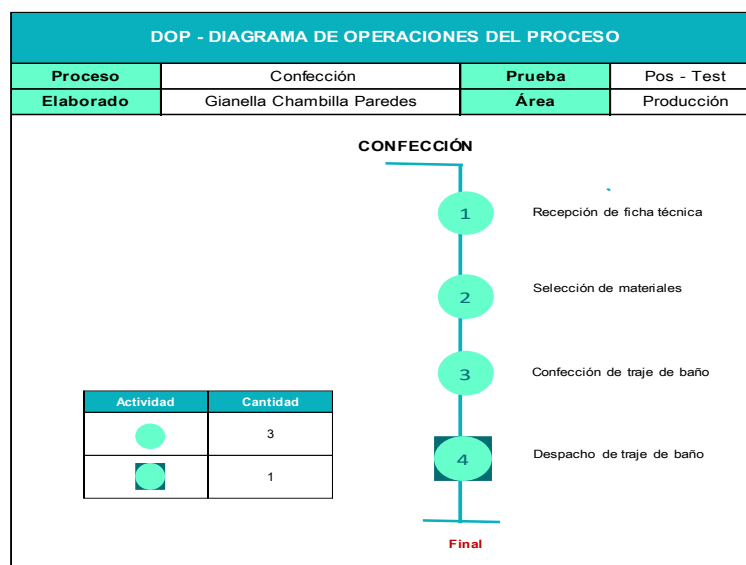 DOP - DIAGRAMA DE OPERACIONES DEL PROCESO
Proceso Confección Prueba Pos - Test
Elaborado Gianella Chambilla Paredes Área Producción
CONFECCIÓN
1 Recepción de ficha técnica
2 Selección de materiales
3 Confección de traje de baño
Actividad Cantidad
3
1
4 Despacho de traje de baño
Final